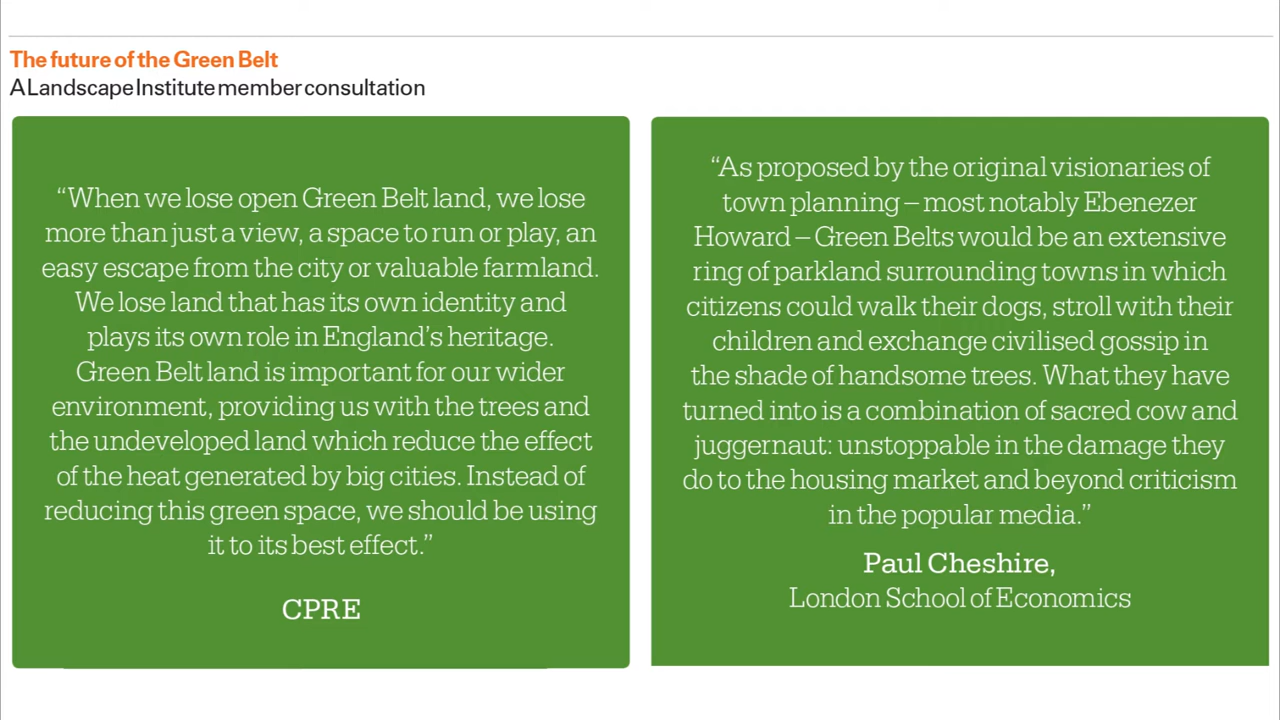 The future of the Green Belt
A Landscape Institute member consultation
“When we lose open Green Belt land, we lose
more than just a view, a space to run or play, an
easy escape from the city or valuable farmland.
We lose land that has its own identity and
plays its own role in England’s heritage.
Green Belt land is important for our wider
environment, providing us with the trees and
the undeveloped land which reduce the effect
of the heat generated by big cities. Instead of
reducing this green space, we should be using
it to its best effect.”
CPRE
“As proposed by the original visionaries of
town planning – most notably Ebenezer
Howard – Green Belts would be an extensive
ring of parkland surrounding towns in which
citizens could walk their dogs, stroll with their
children and exchange civilised gossip in
the shade of handsome trees. What they have
turned into is a combination of sacred cow and
juggernaut: unstoppable in the damage they
do to the housing market and beyond criticism
in the popular media.”
Paul Cheshire,
London School of Economics